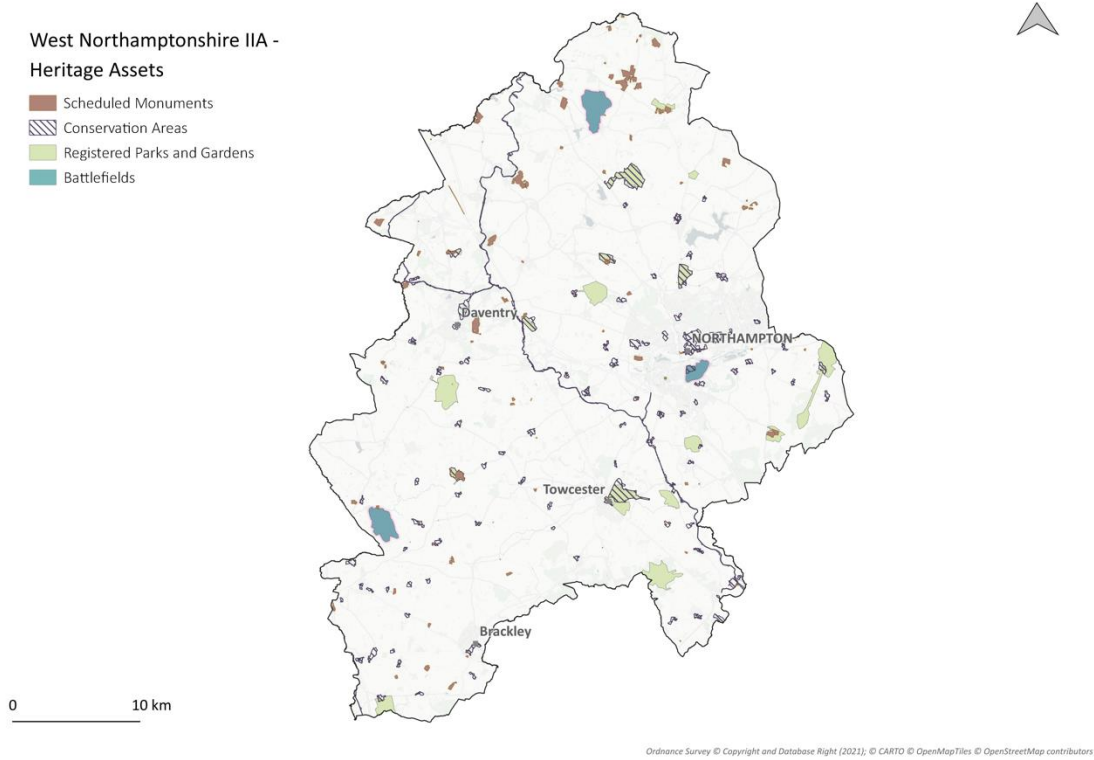 West Northamptonshire IIA -
Heritage Assets
Scheduled Monuments
Conservation Areas
Registered Parks and Gardens
Battlefields
Daventry
NORTHAMPTON
Towcester
Brackley
0 10 km
Ordnance Survey © Copyright and Database Right (2021); © CARTO © OpenMapTiles © OpenStreetMap contributors